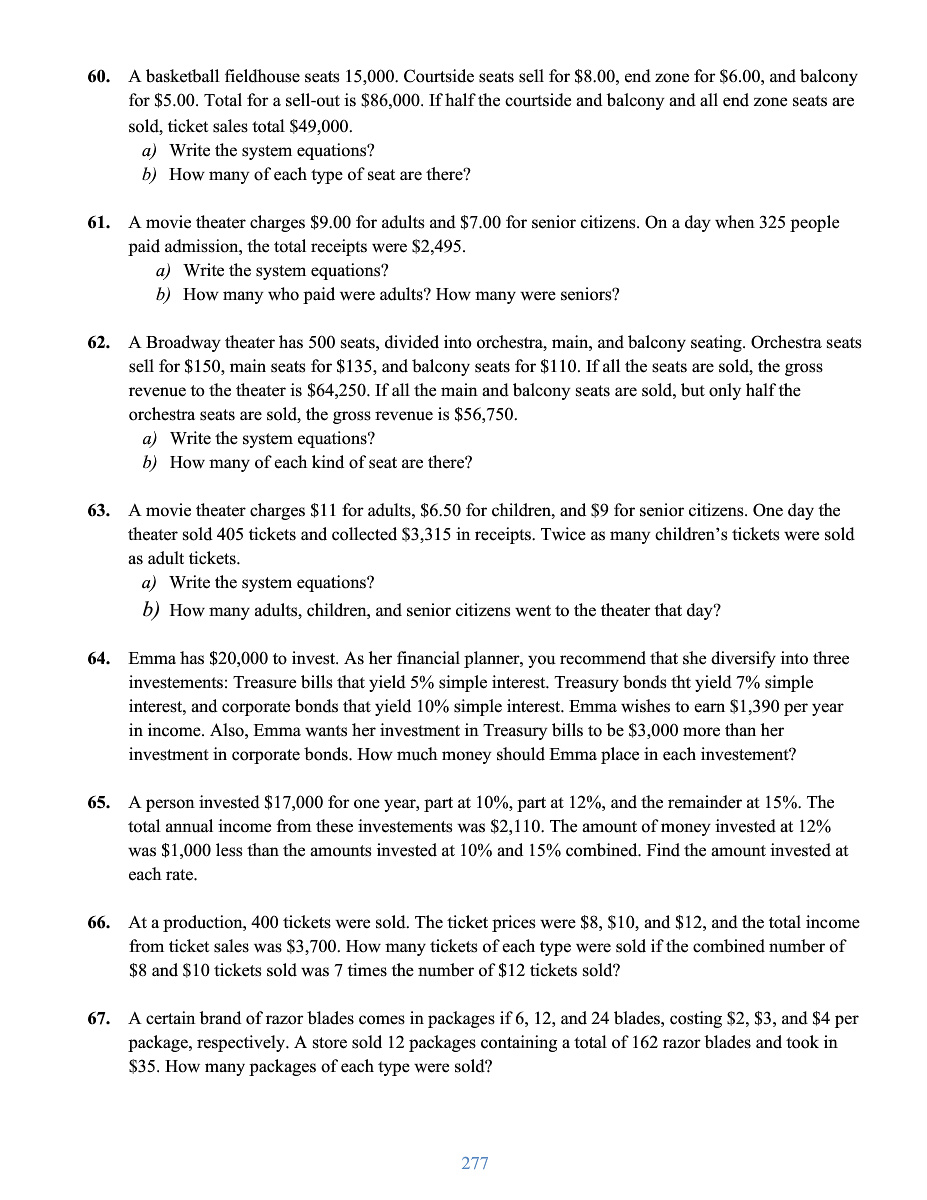 60. A basketball fieldhouse seats 15,000. Courtside seats sell for $8.00, end zone for $6.00, and balcony
for $5.00. Total for a sell-out is $86,000. If half the courtside and balcony and all end zone seats are
sold, ticket sales total $49,000.
a) Write the system equations?
b) How many of each type of seat are there?
61. A movie theater charges $9.00 for adults and $7.00 for senior citizens. On a day when 325 people
paid admission, the total receipts were $2,495.
a) Write the system equations?
b) How many who paid were adults? How many were seniors?
62. A Broadway theater has 500 seats, divided into orchestra, main, and balcony seating. Orchestra seats
sell for $150, main seats for $135, and balcony seats for $110. If all the seats are sold, the gross
revenue to the theater is $64,250. If all the main and balcony seats are sold, but only half the
orchestra seats are sold, the gross revenue is $56,750.
a) Write the system equations?
b) How many of each kind of seat are there?
63. A movie theater charges $11 for adults, $6.50 for children, and $9 for senior citizens. One day the
theater sold 405 tickets and collected $3,315 in receipts. Twice as many children’s tickets were sold
as adult tickets.
a) Write the system equations?
b) How many adults, children, and senior citizens went to the theater that day?
64. Emma has $20,000 to invest. As her financial planner, you recommend that she diversify into three
investements: Treasure bills that yield 5% simple interest. Treasury bonds tht yield 7% simple
interest, and corporate bonds that yield 10% simple interest. Emma wishes to earn $1,390 per year
in income. Also, Emma wants her investment in Treasury bills to be $3,000 more than her
investment in corporate bonds. How much money should Emma place in each investement?
65. A person invested $17,000 for one year, part at 10%, part at 12%, and the remainder at 15%. The
total annual income from these investements was $2,110. The amount of money invested at 12%
was $1,000 less than the amounts invested at 10% and 15% combined. Find the amount invested at
each rate.
66. At a production, 400 tickets were sold. The ticket prices were $8, $10, and $12, and the total income
from ticket sales was $3,700. How many tickets of each type were sold if the combined number of
$8 and $10 tickets sold was 7 times the number of $12 tickets sold?
67. A certain brand of razor blades comes in packages if 6, 12, and 24 blades, costing $2, $3, and $4 per
package, respectively. A store sold 12 packages containing a total of 162 razor blades and took in
$35. How many packages of each type were sold?
277